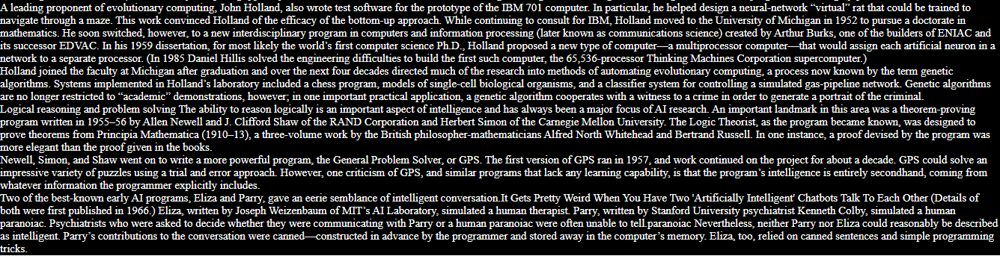 A leading proponent of evolutionary computing, John Holland, also wrote test software for the prototype of the IBM 701 computer. In particular, he helped design a neural-network “virtual” rat that could be trained to
navigate through a maze. This work convinced Holland of the efficacy of the bottom-up approach. While continuing to consult for IBM, Holland moved to the University of Michigan in 1952 to pursue a doctorate in
mathematics. He soon switched, however, to a new interdisciplinary program in computers and information processing (later known as communications science) created by Arthur Burks, one of the builders of ENIAC and
its successor EDVAC. In his 1959 dissertation, for most likely the world’s first computer science Ph.D., Holland proposed a new type of computer—a multiprocessor computer—that would assign each artificial neuron in a
network to a separate processor. (In 1985 Daniel Hillis solved the engineering difficulties to build the first such computer, the 65,536-processor Thinking Machines Corporation supercomputer.)
Holland joined the faculty at Michigan after graduation and over the next four decades directed much of the research into methods of automating evolutionary computing, a process now known by the term genetic
algorithms. Systems implemented in Holland’s laboratory included a chess program, models of single-cell biological organisms, and a classifier system for controlling a simulated gas-pipeline network. Genetic algorithms
are no longer restricted to “academic” demonstrations, however; in one important practical application, a genetic algorithm cooperates with a witness to a crime in order to generate a portrait of the criminal.
Logical reasoning and problem solving The ability to reason logically is an important aspect of intelligence and has always been a major focus of AI research. An important landmark in this area was a theorem-proving
program written in 1955–56 by Allen Newell and J. Clifford Shaw of the RAND Corporation and Herbert Simon of the Carnegie Mellon University. The Logic Theorist, as the program became known, was designed to
prove theorems from Principia Mathematica (1910–13), a three-volume work by the British philosopher-mathematicians Alfred North Whitehead and Bertrand Russell. In one instance, a proof devised by the program was
more elegant than the proof given in the books.
Newell, Simon, and Shaw went on to write a more powerful program, the General Problem Solver, or GPS. The first version of GPS ran in 1957, and work continued on the project for about a decade. GPS could solve an
impressive variety of puzzles using a trial and error approach. However, one criticism of GPS, and similar programs that lack any learning capability, is that the program’s intelligence is entirely secondhand, coming from
whatever information the programmer explicitly includes.
Two of the best-known early AI programs, Eliza and Parry, gave an eerie semblance of intelligent conversation.It Gets Pretty Weird When You Have Two 'Artificially Intelligent' Chatbots Talk To Each Other (Details of
both were first published in 1966.) Eliza, written by Joseph Weizenbaum of MIT’s AI Laboratory, simulated a human therapist. Parry, written by Stanford University psychiatrist Kenneth Colby, simulated a human
paranoiac. Psychiatrists who were asked to decide whether they were communicating with Parry or a human paranoiac were often unable to tell.paranoiac Nevertheless, neither Parry nor Eliza could reasonably be described
as intelligent. Parry’s contributions to the conversation were canned—constructed in advance by the programmer and stored away in the computer’s memory. Eliza, too, relied on canned sentences and simple programming
tricks.